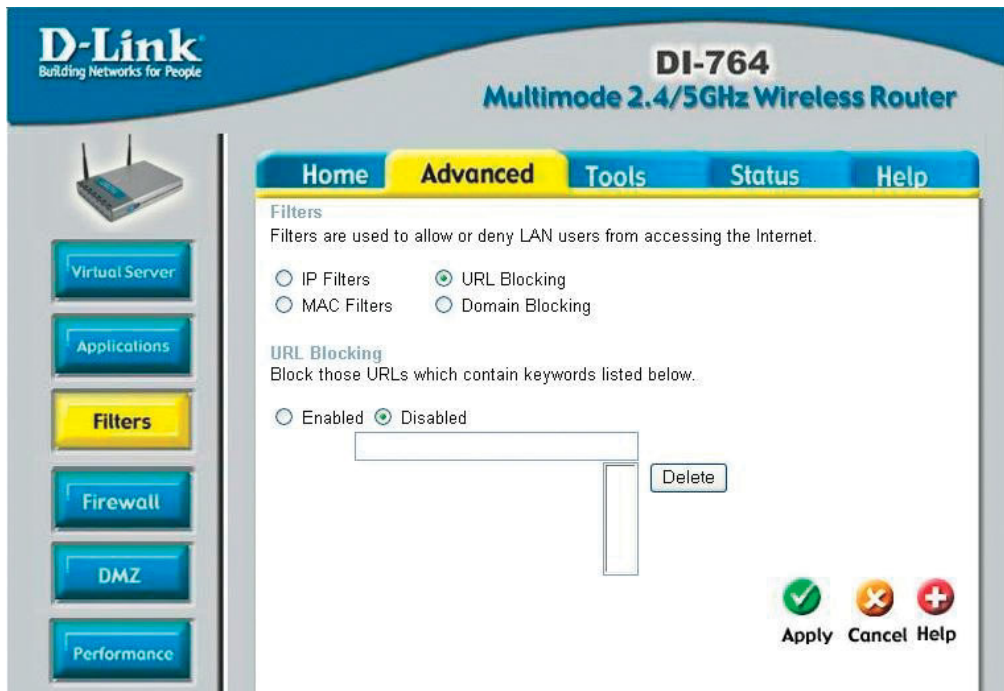 D-Link
Building Networks for People
DI-764
Multimode 2.4/5GHz Wireless Router
Home Advanced Tools Status Help
Virtual Server
Applications
Filters
Firewall
DMZ
Performance
Filters
Filters are used to allow or deny LAN users from accessing the Internet.
IP Filters URL Blocking
MAC Filters Domain Blocking
URL Blocking
Block those URLs which contain keywords listed below.
Enabled Disabled
Delete
Apply Cancel Help